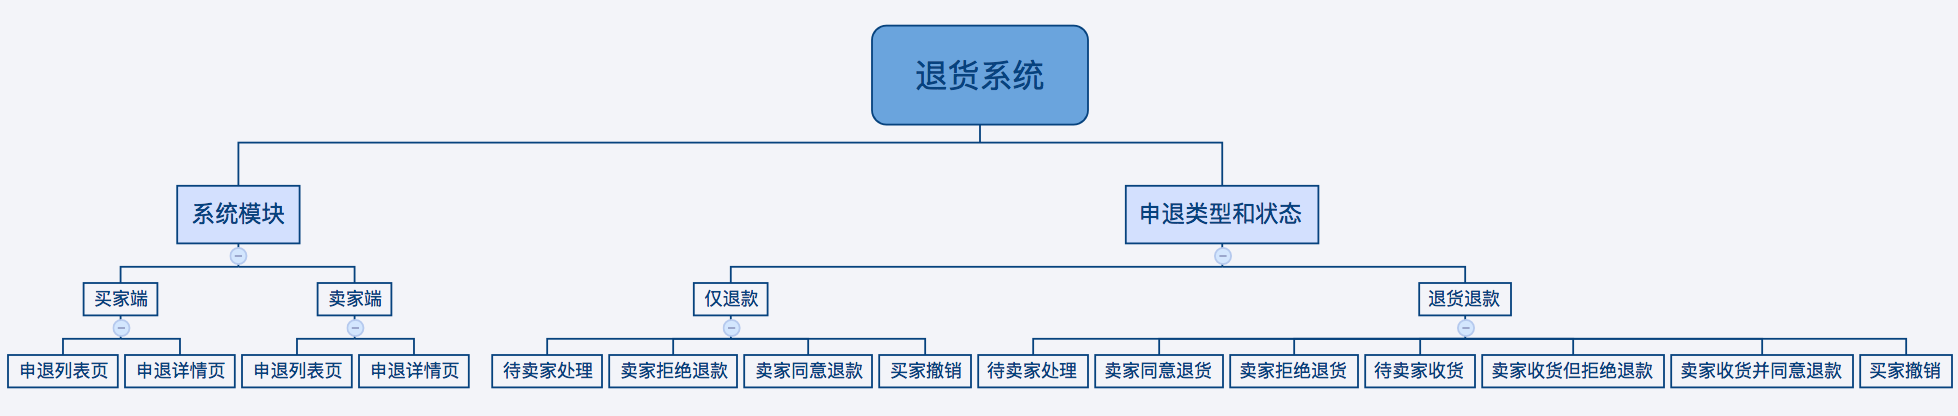 退货系统
系统模块
申退类型和状态
买家端
卖家端
仅退款
退货退款
申退列表页
申退详情页
申退列表页
申退详情页
待卖家处理
卖家拒绝退款
卖家同意退款
买家撤销
待卖家处理
卖家同意退货
卖家拒绝退货
待卖家收货
卖家收货但拒绝退款
卖家收货并同意退款
买家撤销